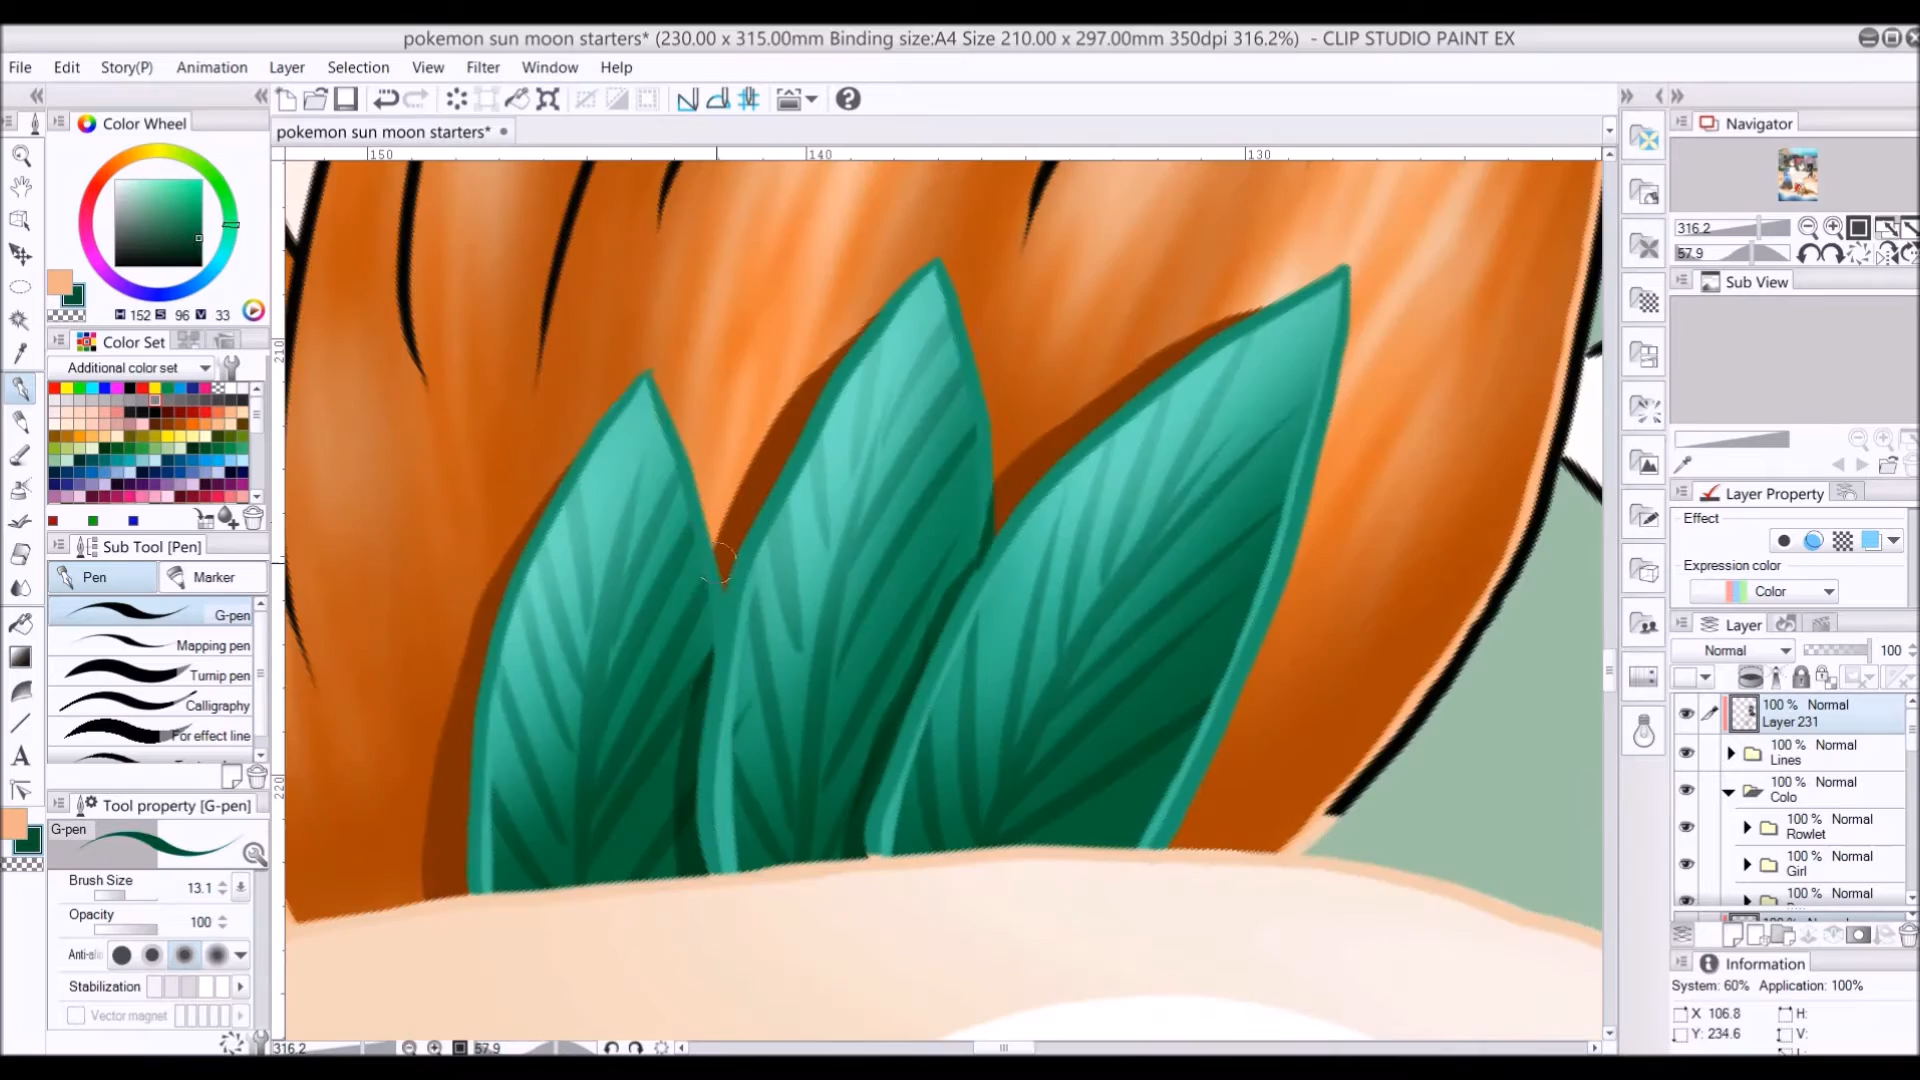 pokemon sun moon starters* (230.00 x 315.00mm Binding size:A4 Size 210.00 x 297.00mm 350dpi 316.2%) - CLIP STUDIO PAINT EX
File Edit Story(P) Animation Layer Selection View Filter Window Help
Color Wheel
pokemon sun moon starters*
150 140 130
210
220
H 152 S 96 V 33
Color Set
Additional color set
Sub Tool [Pen]
Pen Marker
G-pen
Mapping pen
Turnip pen
Calligraphy
For effect line
Tool property [G-pen]
G-pen
Brush Size 13.1
Opacity 100
Stabilization
Vector magnet
316.2 57.9
Navigator
316.2
57.9
Sub View
Layer Property
Effect
Expression color
Color
Layer
Normal 100
100 % Normal
Layer 231
100 % Normal
Lines
100 % Normal
Colo
100 % Normal
Rowlet
100 % Normal
Girl
100 % Normal
Information
System: 60% Application: 100%
X 106.8 H:
Y: 234.6 V: